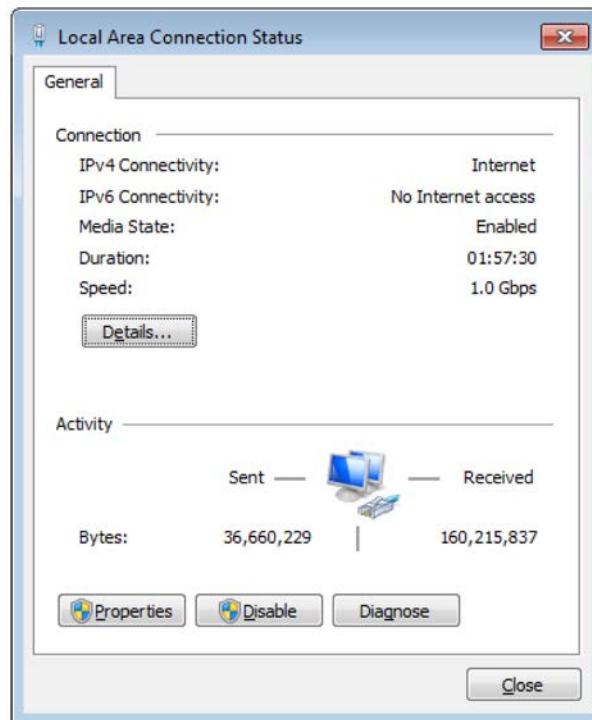 Local Area Connection Status
General
Connection
IPv4 Connectivity: Internet
IPv6 Connectivity: No Internet access
Media State: Enabled
Duration: 01:57:30
Speed: 1.0 Gbps
Details...
Activity
Sent Received
Bytes: 36,660,229 160,215,837
Properties Disable Diagnose
Close